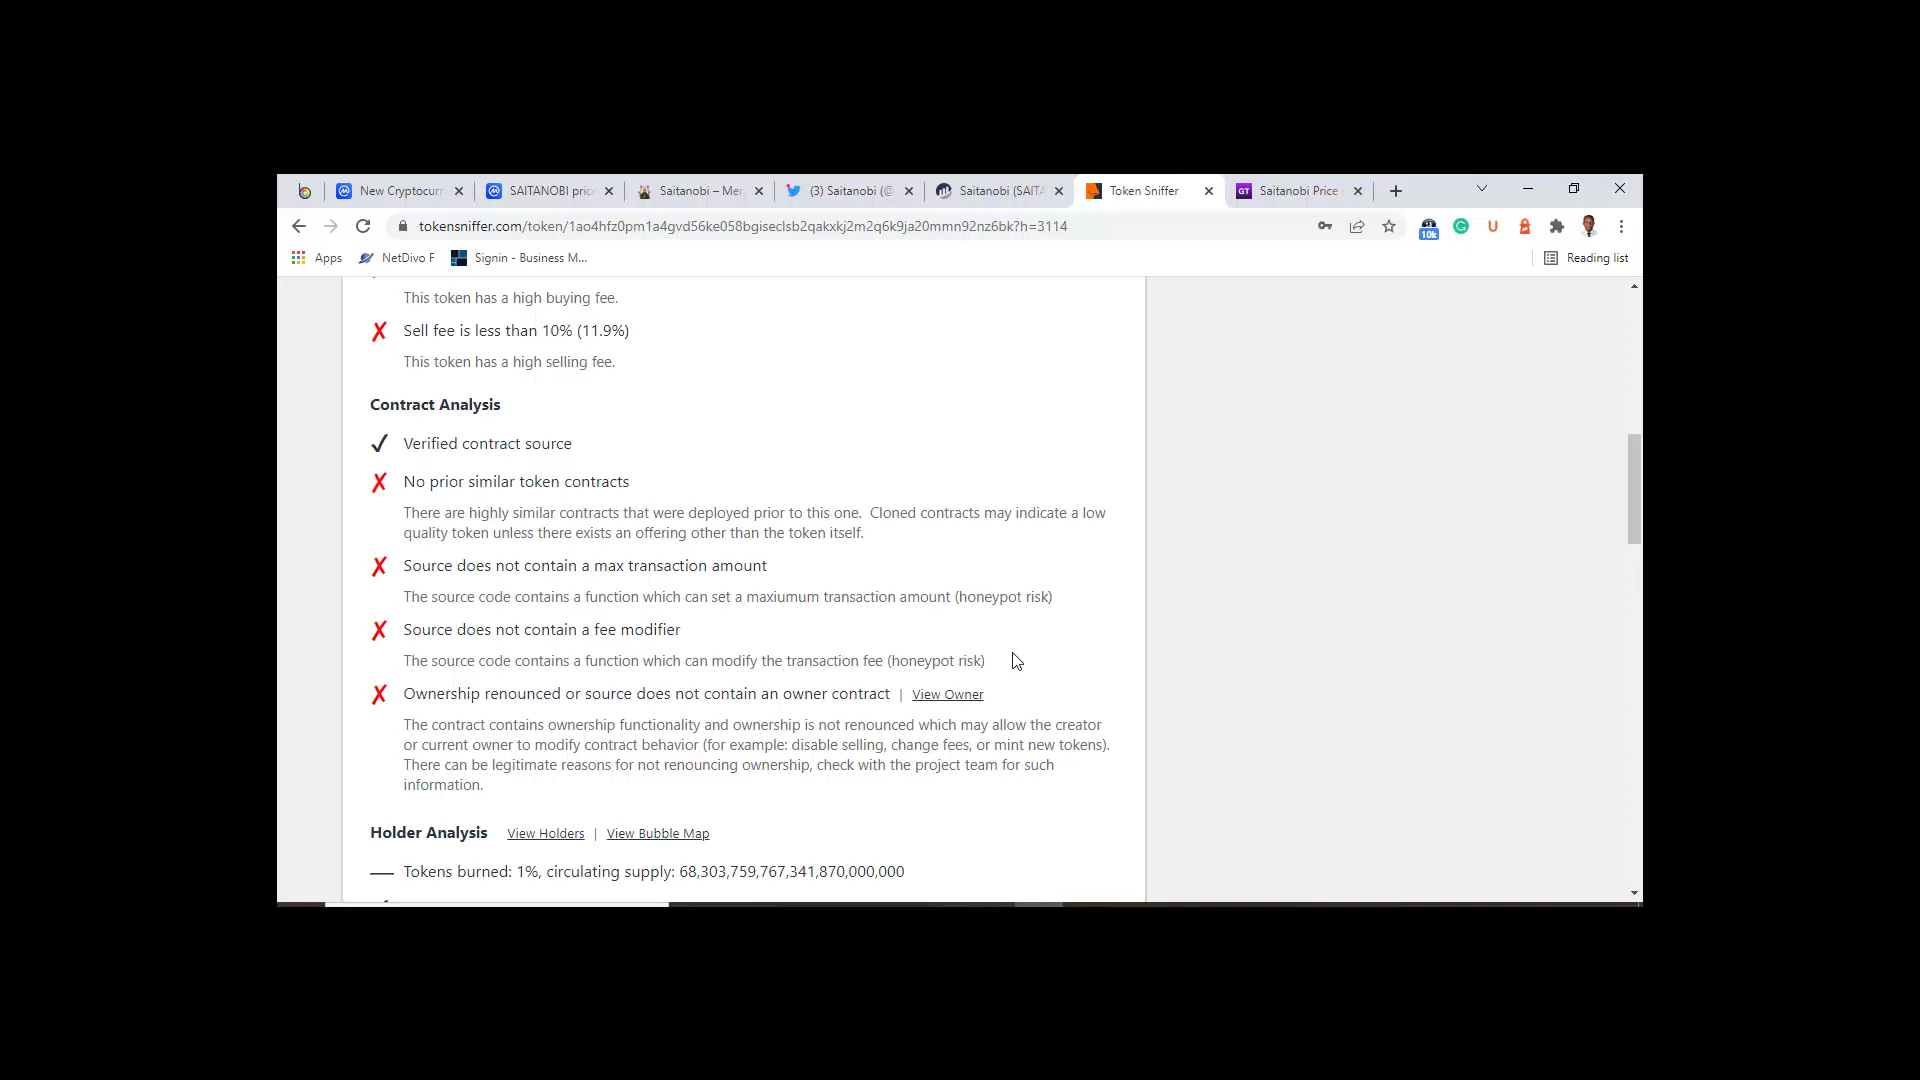 New Cryptocurr
SAITANOBI pric
Saitanobi – Mer
(3) Saitanobi (@
Saitanobi (SAITA
Token Sniffer
GT Saitanobi Price
tokensniffer.com/token/1ao4hfz0pm1a4gvd56ke058bgiseclsb2qakxkj2m2q6k9ja20mmn92nz6bk?h=3114
10k
Apps
NetDivo F
Signin - Business M...
Reading list
This token has a high buying fee.
✗ Sell fee is less than 10% (11.9%)
This token has a high selling fee.
Contract Analysis
✓ Verified contract source
✗ No prior similar token contracts
There are highly similar contracts that were deployed prior to this one. Cloned contracts may indicate a low
quality token unless there exists an offering other than the token itself.
✗ Source does not contain a max transaction amount
The source code contains a function which can set a maxiumum transaction amount (honeypot risk)
✗ Source does not contain a fee modifier
The source code contains a function which can modify the transaction fee (honeypot risk)
✗ Ownership renounced or source does not contain an owner contract | View Owner
The contract contains ownership functionality and ownership is not renounced which may allow the creator
or current owner to modify contract behavior (for example: disable selling, change fees, or mint new tokens).
There can be legitimate reasons for not renouncing ownership, check with the project team for such
information.
Holder Analysis View Holders | View Bubble Map
— Tokens burned: 1%, circulating supply: 68,303,759,767,341,870,000,000